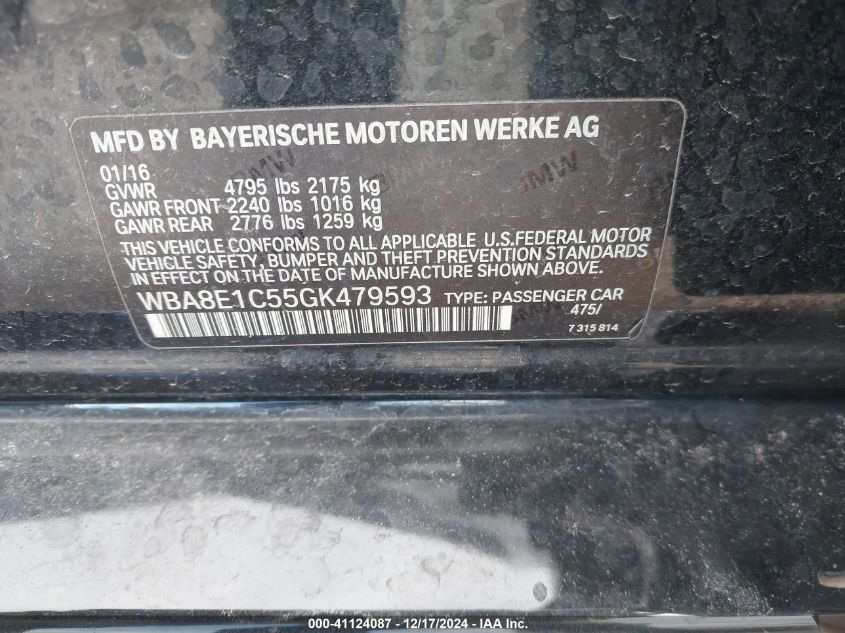 MFD BY BAYERISCHE MOTOREN WERKE AG
01/16
GVWR 4795 lbs 2175 kg
GAWR FRONT 2240 lbs 1016 kg
GAWR REAR 2776 lbs 1259 kg
THIS VEHICLE CONFORMS TO ALL APPLICABLE U.S.FEDERAL MOTOR
VEHICLE SAFETY, BUMPER AND THEFT PREVENTION STANDARDS
IN EFFECT ON THE DATE OF MANUFACTURE SHOWN ABOVE.
WBA8E1C55GK479593 TYPE: PASSENGER CAR
475/
7 315 814
000-41124087 - 12/17/2024 - IAA Inc.